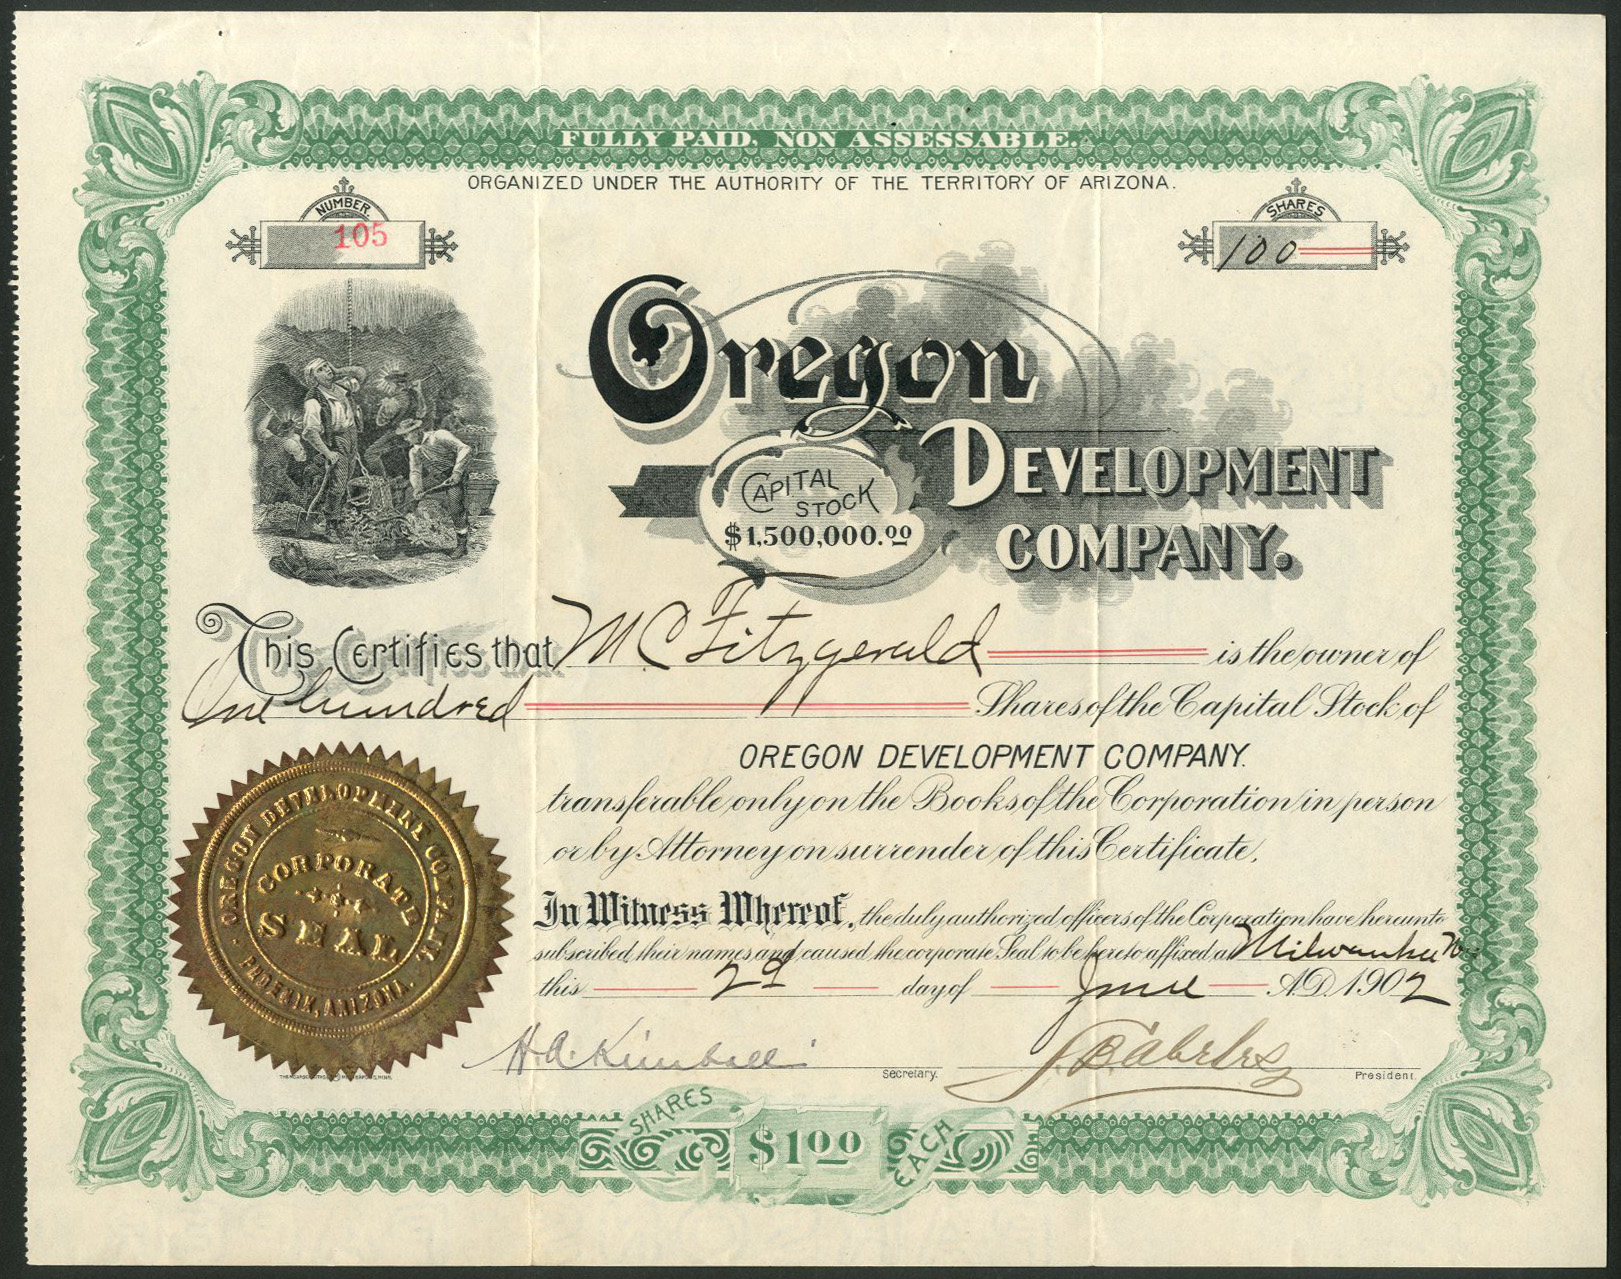 FULLY PAID, NON ASSESSABLE.
ORGANIZED UNDER THE AUTHORITY OF THE TERRITORY OF ARIZONA.
NUMBER.
105
SHARES
100
Oregon
DEVELOPMENT
COMPANY.
CAPITAL
STOCK
$1,500,000.00
This Certifies that M C Fitzgerald is the owner of
One hundred Shares of the Capital Stock of
OREGON DEVELOPMENT COMPANY.
transferable only on the Books of the Corporation in person
or by Attorney on surrender of this Certificate.
In Witness Whereof, the duly authorized officers of the Corporation have hereunto
subscribed their names and caused the corporate Seal to be hereto affixed at Milwaukee
this 2d day of June A.D. 1902
OREGON DEVELOPMENT COMPANY.
CORPORATE
SEAL
PHOENIX, ARIZONA.
H. A. Kimball Secretary.
President.
SHARES
$1.00
EACH